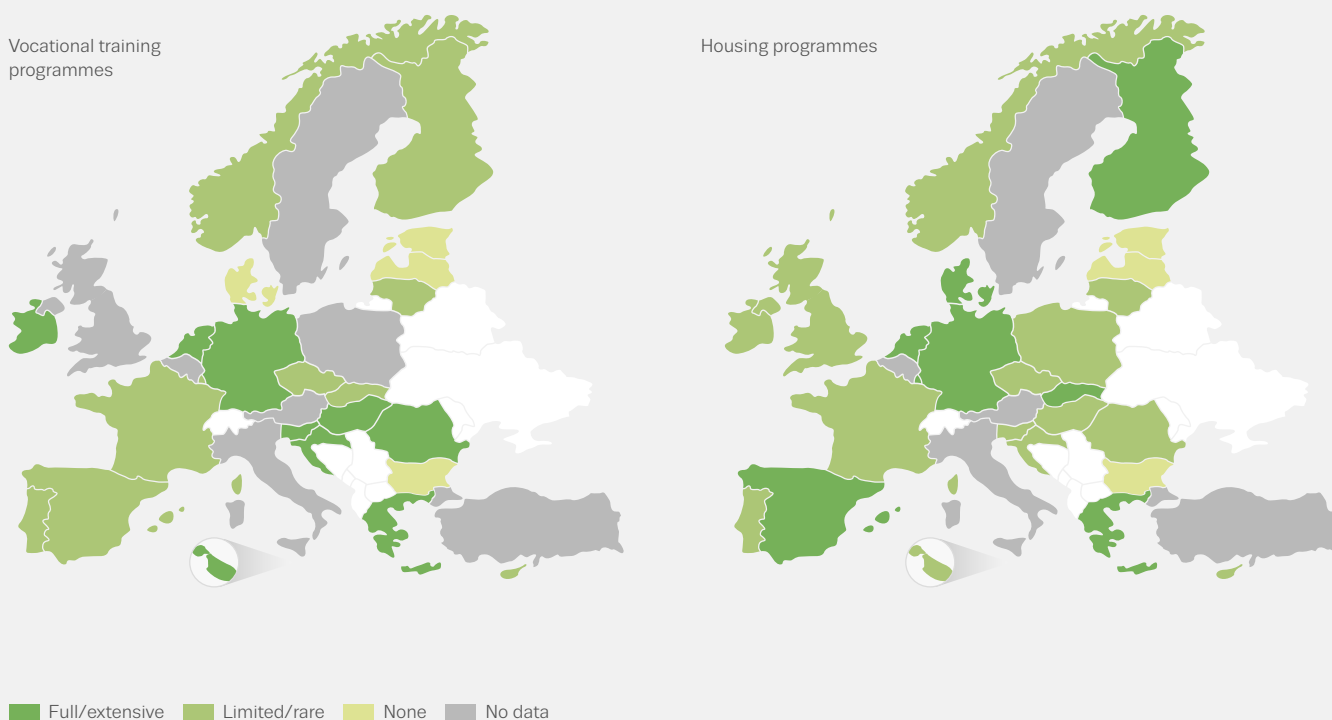 Vocational training
programmes
Housing programmes
Full/extensive
Limited/rare
None
No data